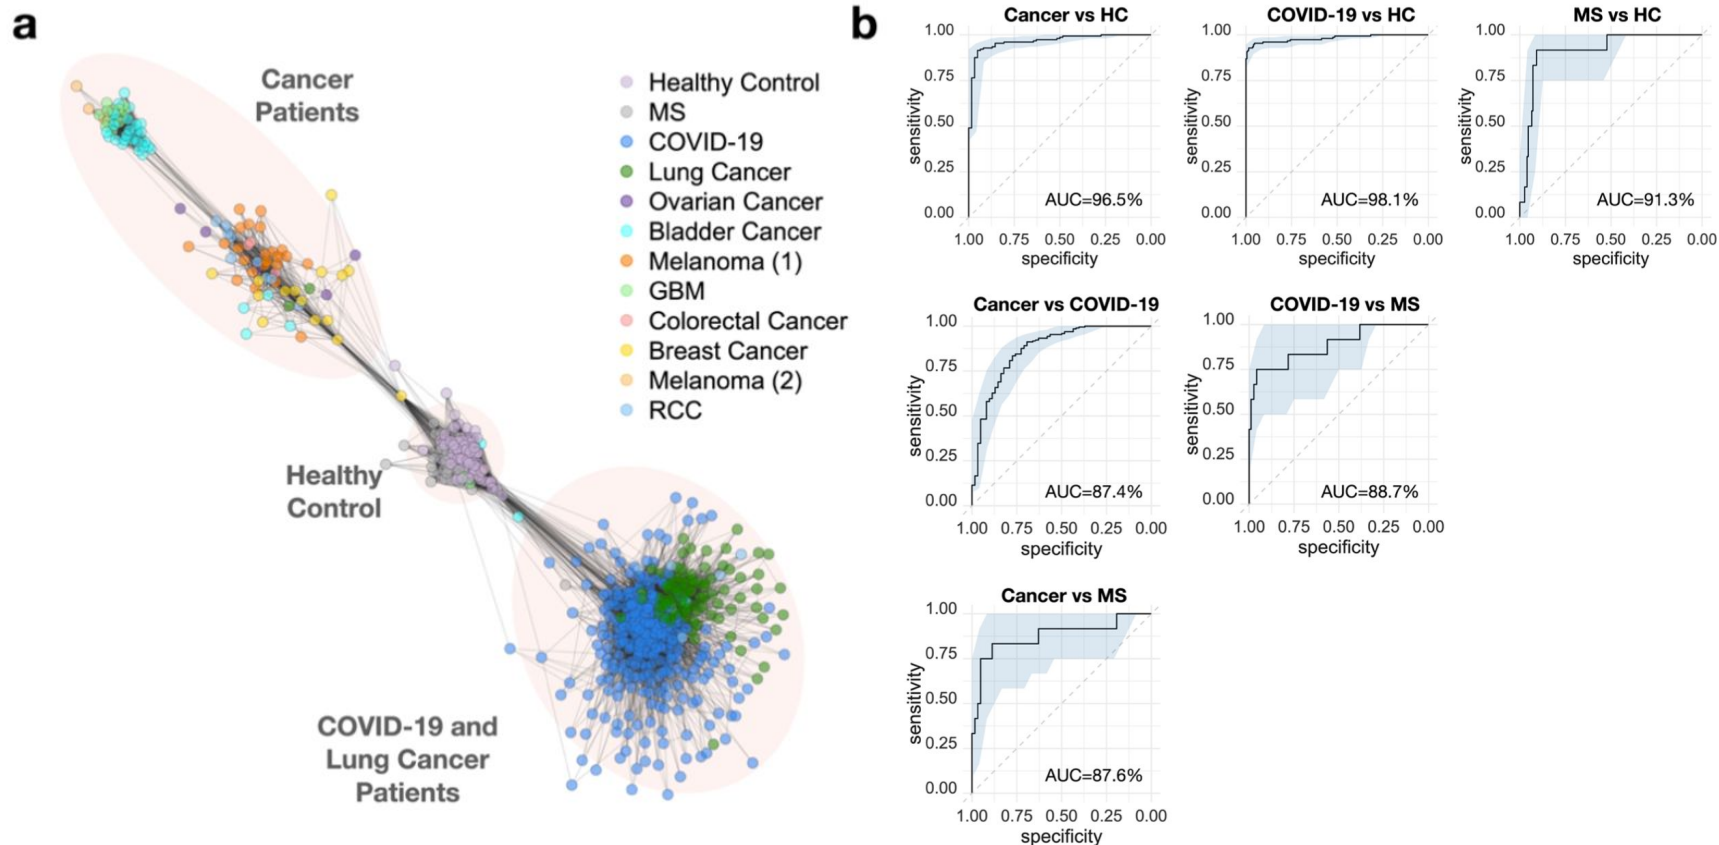 a
Cancer
Patients
Healthy Control
MS
COVID-19
Lung Cancer
Ovarian Cancer
Bladder Cancer
Melanoma (1)
GBM
Colorectal Cancer
Breast Cancer
Melanoma (2)
RCC
Healthy
Control
COVID-19 and
Lung Cancer
Patients
b
Cancer vs HC
1.00
0.75
0.50
0.25
0.00
sensitivity
AUC=96.5%
1.00 0.75 0.50 0.25 0.00
specificity
COVID-19 vs HC
1.00
0.75
0.50
0.25
0.00
sensitivity
AUC=98.1%
1.00 0.75 0.50 0.25 0.00
specificity
MS vs HC
1.00
0.75
0.50
0.25
0.00
sensitivity
AUC=91.3%
1.00 0.75 0.50 0.25 0.00
specificity
Cancer vs COVID-19
1.00
0.75
0.50
0.25
0.00
sensitivity
AUC=87.4%
1.00 0.75 0.50 0.25 0.00
specificity
COVID-19 vs MS
1.00
0.75
0.50
0.25
0.00
sensitivity
AUC=88.7%
1.00 0.75 0.50 0.25 0.00
specificity
Cancer vs MS
1.00
0.75
0.50
0.25
0.00
sensitivity
AUC=87.6%
1.00 0.75 0.50 0.25 0.00
specificity